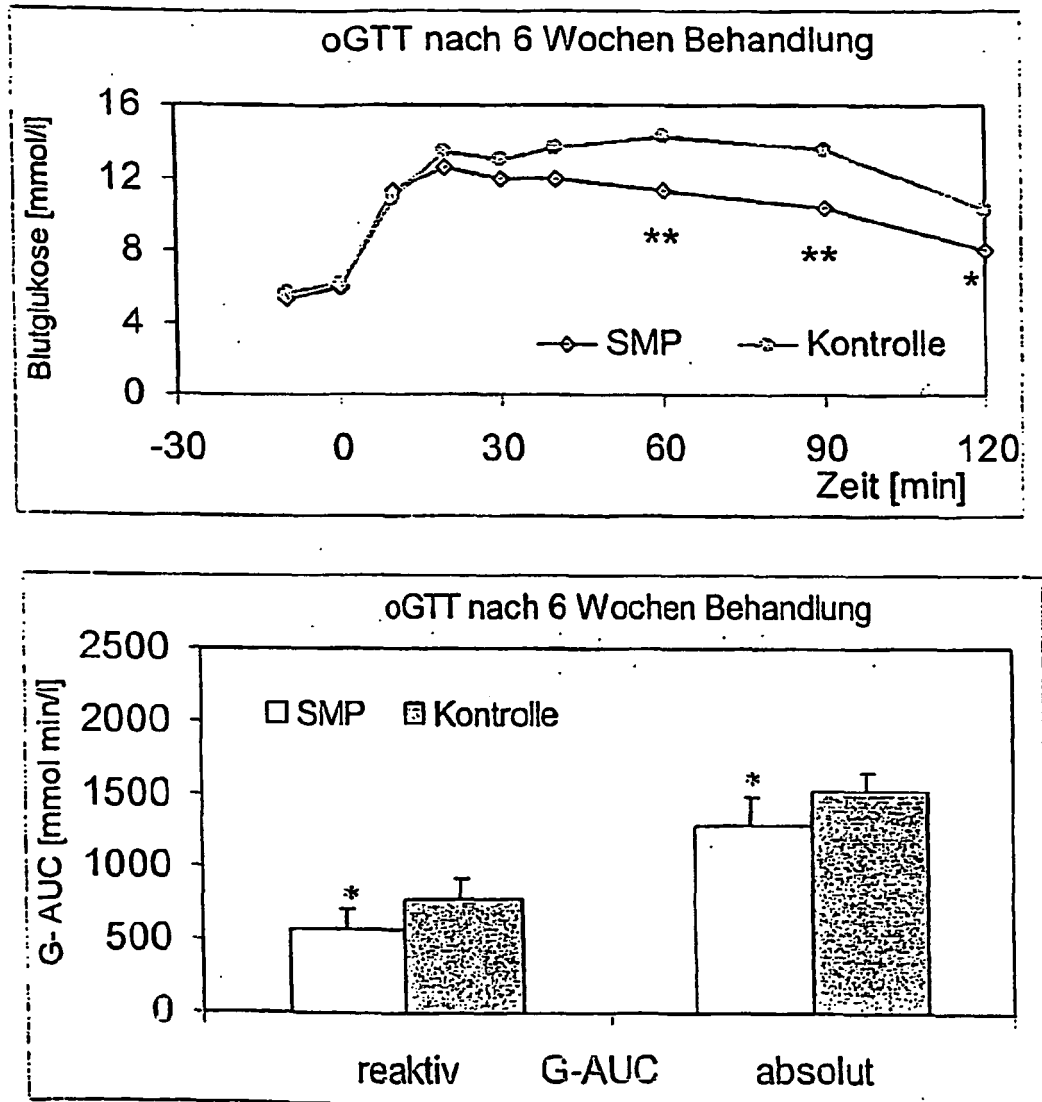 oGTT nach 6 Wochen Behandlung
Blutglukose [mmol/l]
16
12
8
4
0
** ** *
SMP Kontrolle
-30 0 30 60 90 120
Zeit [min]
oGTT nach 6 Wochen Behandlung
G- AUC [mmol min/l]
2500
2000
1500
1000
500
0
SMP Kontrolle
* *
reaktiv G-AUC absolut